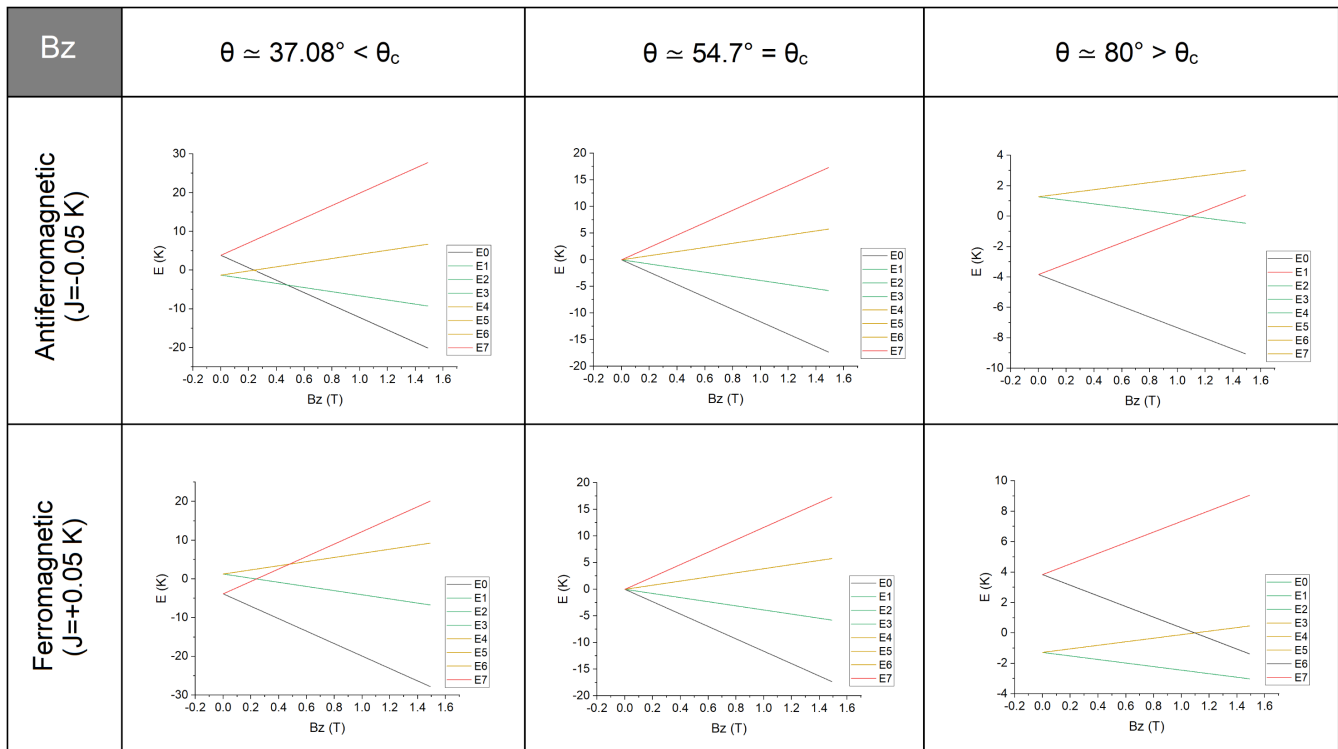 Bz
θ ≃ 37.08° < θc
θ ≃ 54.7° = θc
θ ≃ 80° > θc
Antiferromagnetic
(J=-0.05 K)
E (K)
30
20
10
0
-10
-20
-0.2 0.0 0.2 0.4 0.6 0.8 1.0 1.2 1.4 1.6
Bz (T)
E0
E1
E2
E3
E4
E5
E6
E7
E (K)
20
15
10
5
0
-5
-10
-15
-20
-0.2 0.0 0.2 0.4 0.6 0.8 1.0 1.2 1.4 1.6
Bz (T)
E0
E1
E2
E3
E4
E5
E6
E7
E (K)
4
2
0
-2
-4
-6
-8
-10
-0.2 0.0 0.2 0.4 0.6 0.8 1.0 1.2 1.4 1.6
Bz (T)
E0
E1
E2
E3
E4
E5
E6
E7
Ferromagnetic
(J=+0.05 K)
E (K)
20
10
0
-10
-20
-30
-0.2 0.0 0.2 0.4 0.6 0.8 1.0 1.2 1.4 1.6
Bz (T)
E0
E1
E2
E3
E4
E5
E6
E7
E (K)
20
15
10
5
0
-5
-10
-15
-20
-0.2 0.0 0.2 0.4 0.6 0.8 1.0 1.2 1.4 1.6
Bz (T)
E0
E1
E2
E3
E4
E5
E6
E7
E (K)
10
8
6
4
2
0
-2
-4
-0.2 0.0 0.2 0.4 0.6 0.8 1.0 1.2 1.4 1.6
Bz (T)
E0
E1
E2
E3
E4
E5
E6
E7